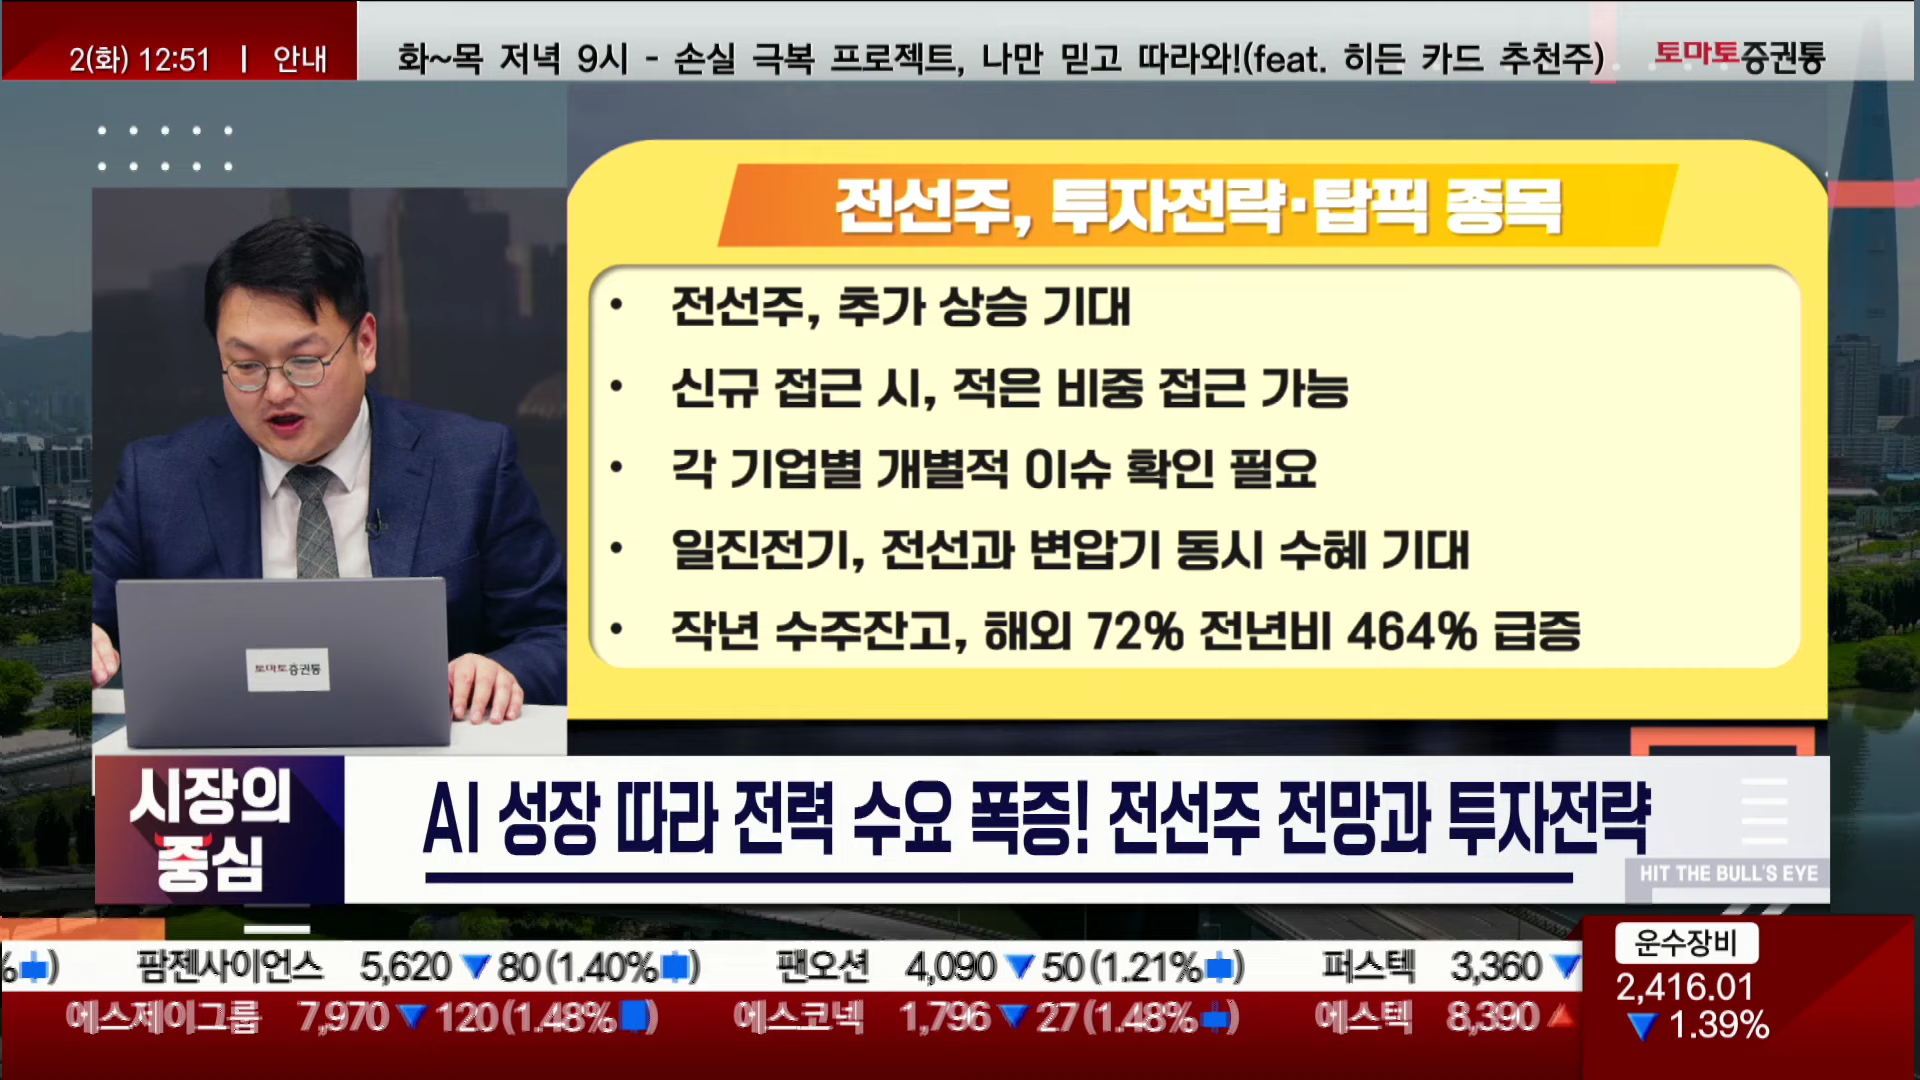 2(화) 12:51 | 안내
화~목 저녁 9시 - 손실 극복 프로젝트, 나만 믿고 따라와!(feat. 히든 카드 추천주)
토마토증권통
전선주, 투자전략·탑픽 종목
• 전선주, 추가 상승 기대
• 신규 접근 시, 적은 비중 접근 가능
• 각 기업별 개별적 이슈 확인 필요
• 일진전기, 전선과 변압기 동시 수혜 기대
• 작년 수주잔고, 해외 72% 전년비 464% 급증
토마토증권통
시장의
중심
AI 성장 따라 전력 수요 폭증! 전선주 전망과 투자전략
HIT THE BULL'S EYE
%) 팜젠사이언스 5,620 ▼ 80 (1.40%) 팬오션 4,090 ▼ 50 (1.21%) 퍼스텍 3,360 ▼
에스제이그룹 7,970 ▼ 120 (1.48%) 에스코넥 1,796 ▼ 27 (1.48%) 에스텍 8,390 ▲
운수장비
2,416.01
▼ 1.39%